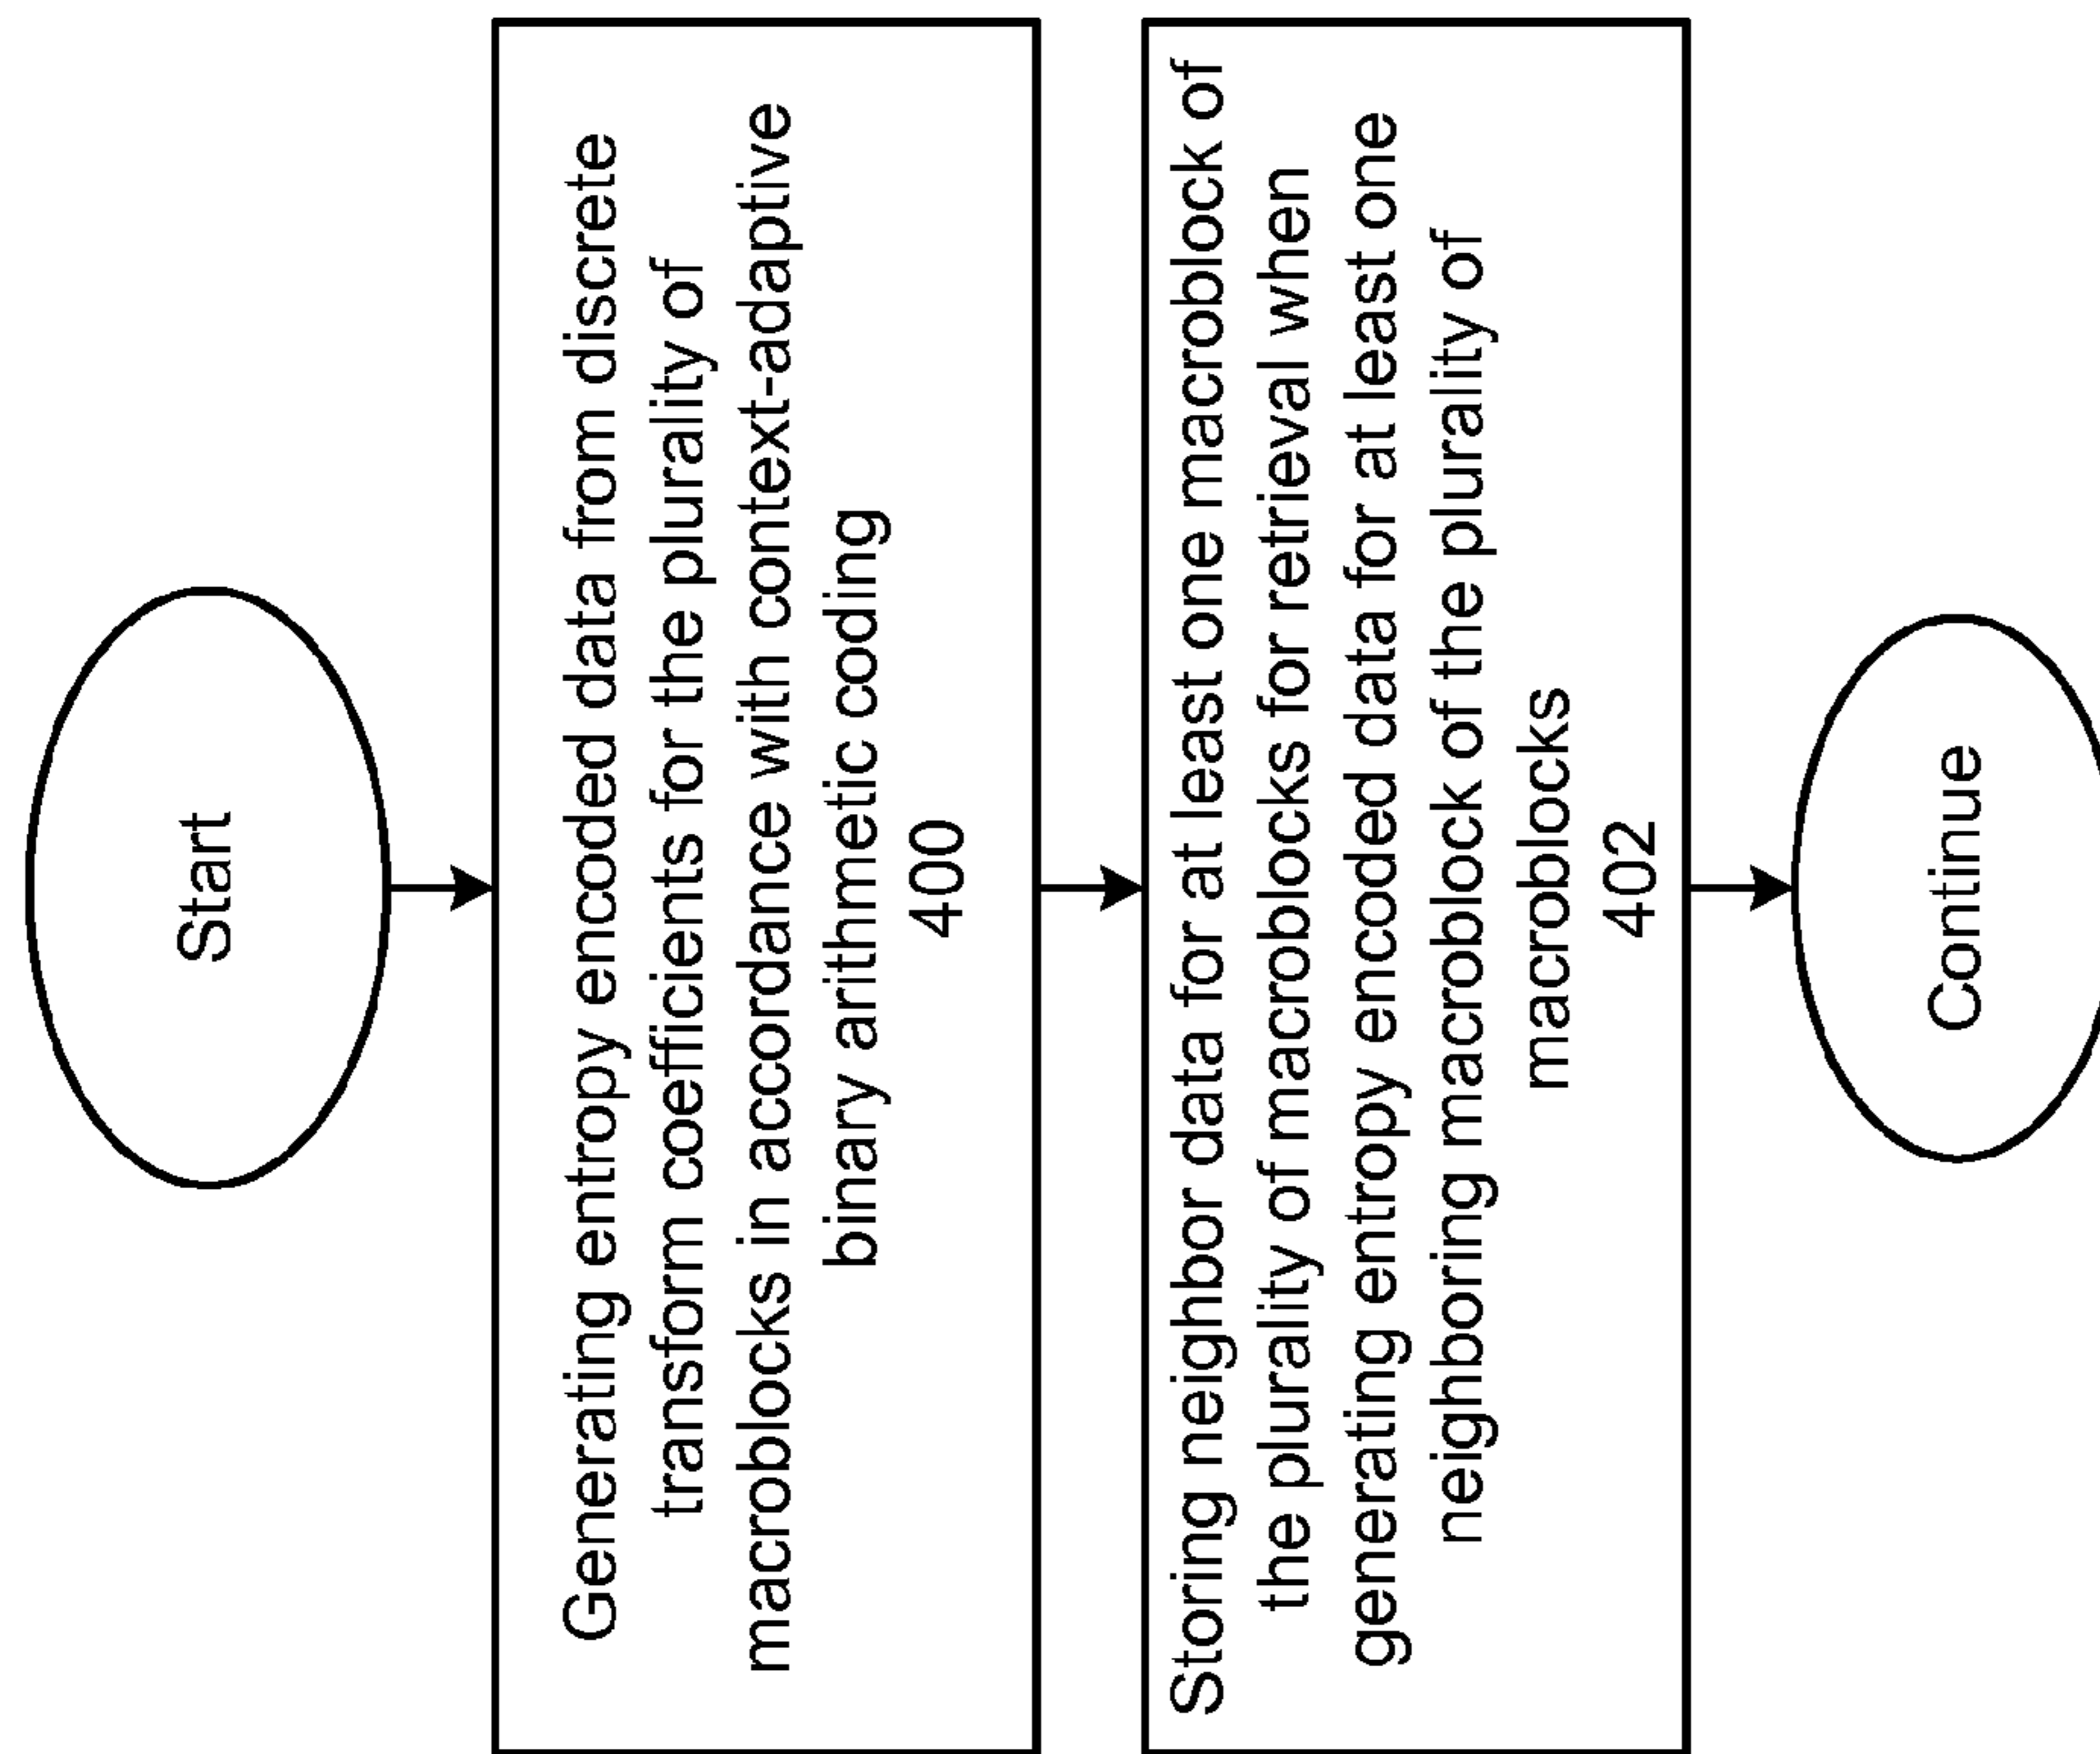 Start
Generating entropy encoded data from discrete
transform coefficients for the plurality of
macroblocks in accordance with context-adaptive
binary arithmetic coding
400
Storing neighbor data for at least one macroblock of
the plurality of macroblocks for retrieval when
generating entropy encoded data for at least one
neighboring macroblock of the plurality of
macroblocks
402
Continue